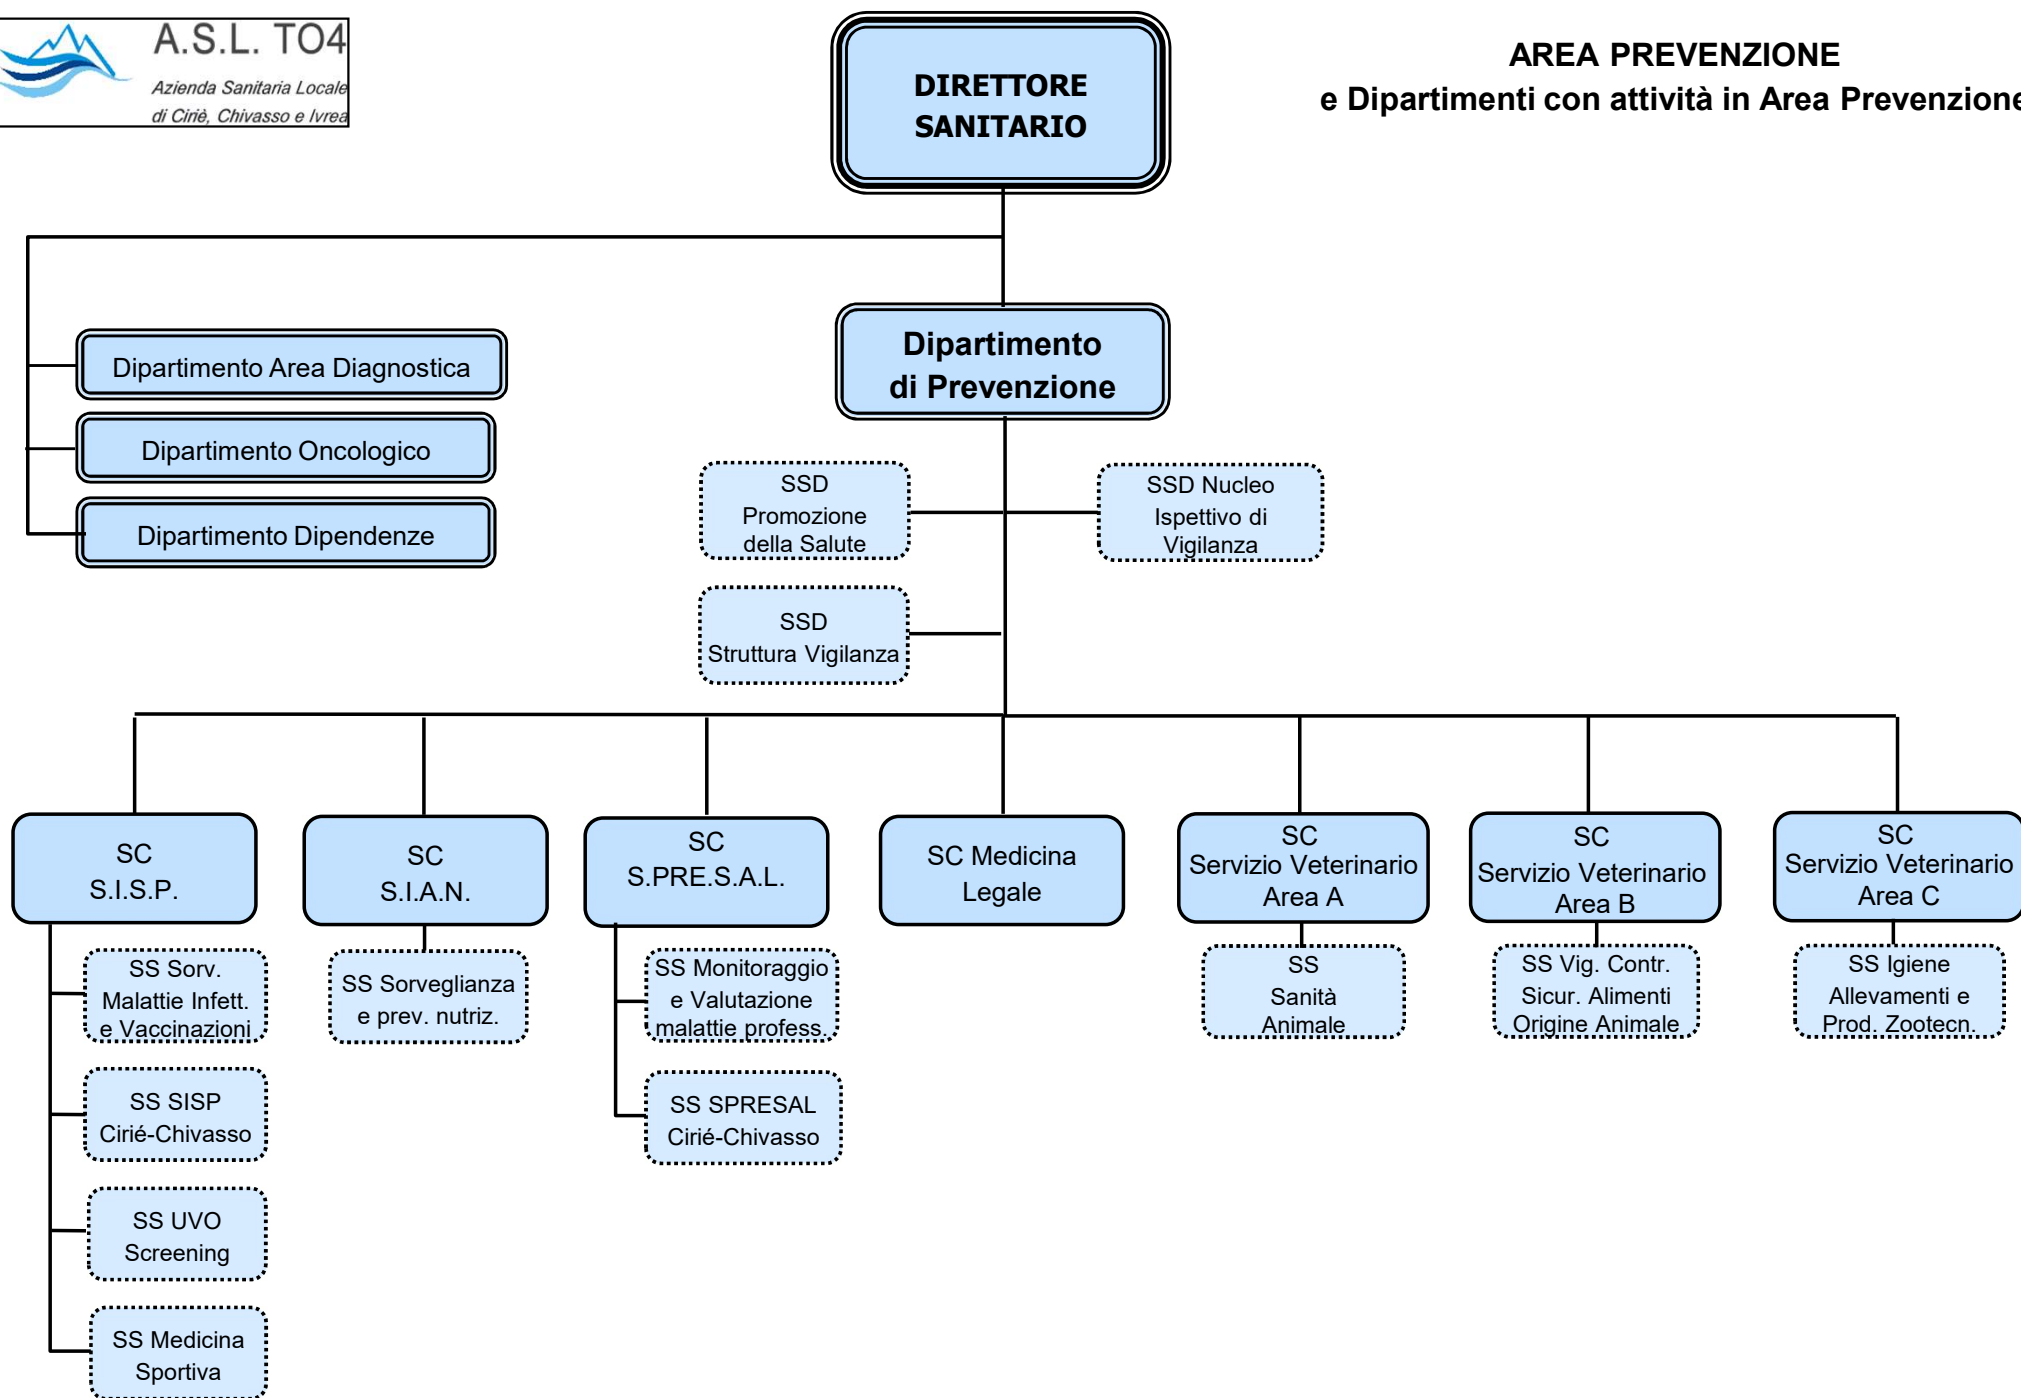 A.S.L. TO4
Azienda Sanitaria Locale
di Ciriè, Chivasso e Ivrea
AREA PREVENZIONE
e Dipartimenti con attività in Area Prevenzione
DIRETTORE
SANITARIO
Dipartimento Area Diagnostica
Dipartimento Oncologico
Dipartimento Dipendenze
Dipartimento
di Prevenzione
SSD
Promozione
della Salute
SSD Nucleo
Ispettivo di
Vigilanza
SSD
Struttura Vigilanza
SC
S.I.S.P.
SC
S.I.A.N.
SC
S.PRE.S.A.L.
SC Medicina
Legale
SC
Servizio Veterinario
Area A
SC
Servizio Veterinario
Area B
SC
Servizio Veterinario
Area C
SS Sorv.
Malattie Infett.
e Vaccinazioni
SS SISP
Cirié-Chivasso
SS UVO
Screening
SS Medicina
Sportiva
SS Sorveglianza
e prev. nutriz.
SS Monitoraggio
e Valutazione
malattie profess.
SS SPRESAL
Cirié-Chivasso
SS
Sanità
Animale
SS Vig. Contr.
Sicur. Alimenti
Origine Animale
SS Igiene
Allevamenti e
Prod. Zootecn.